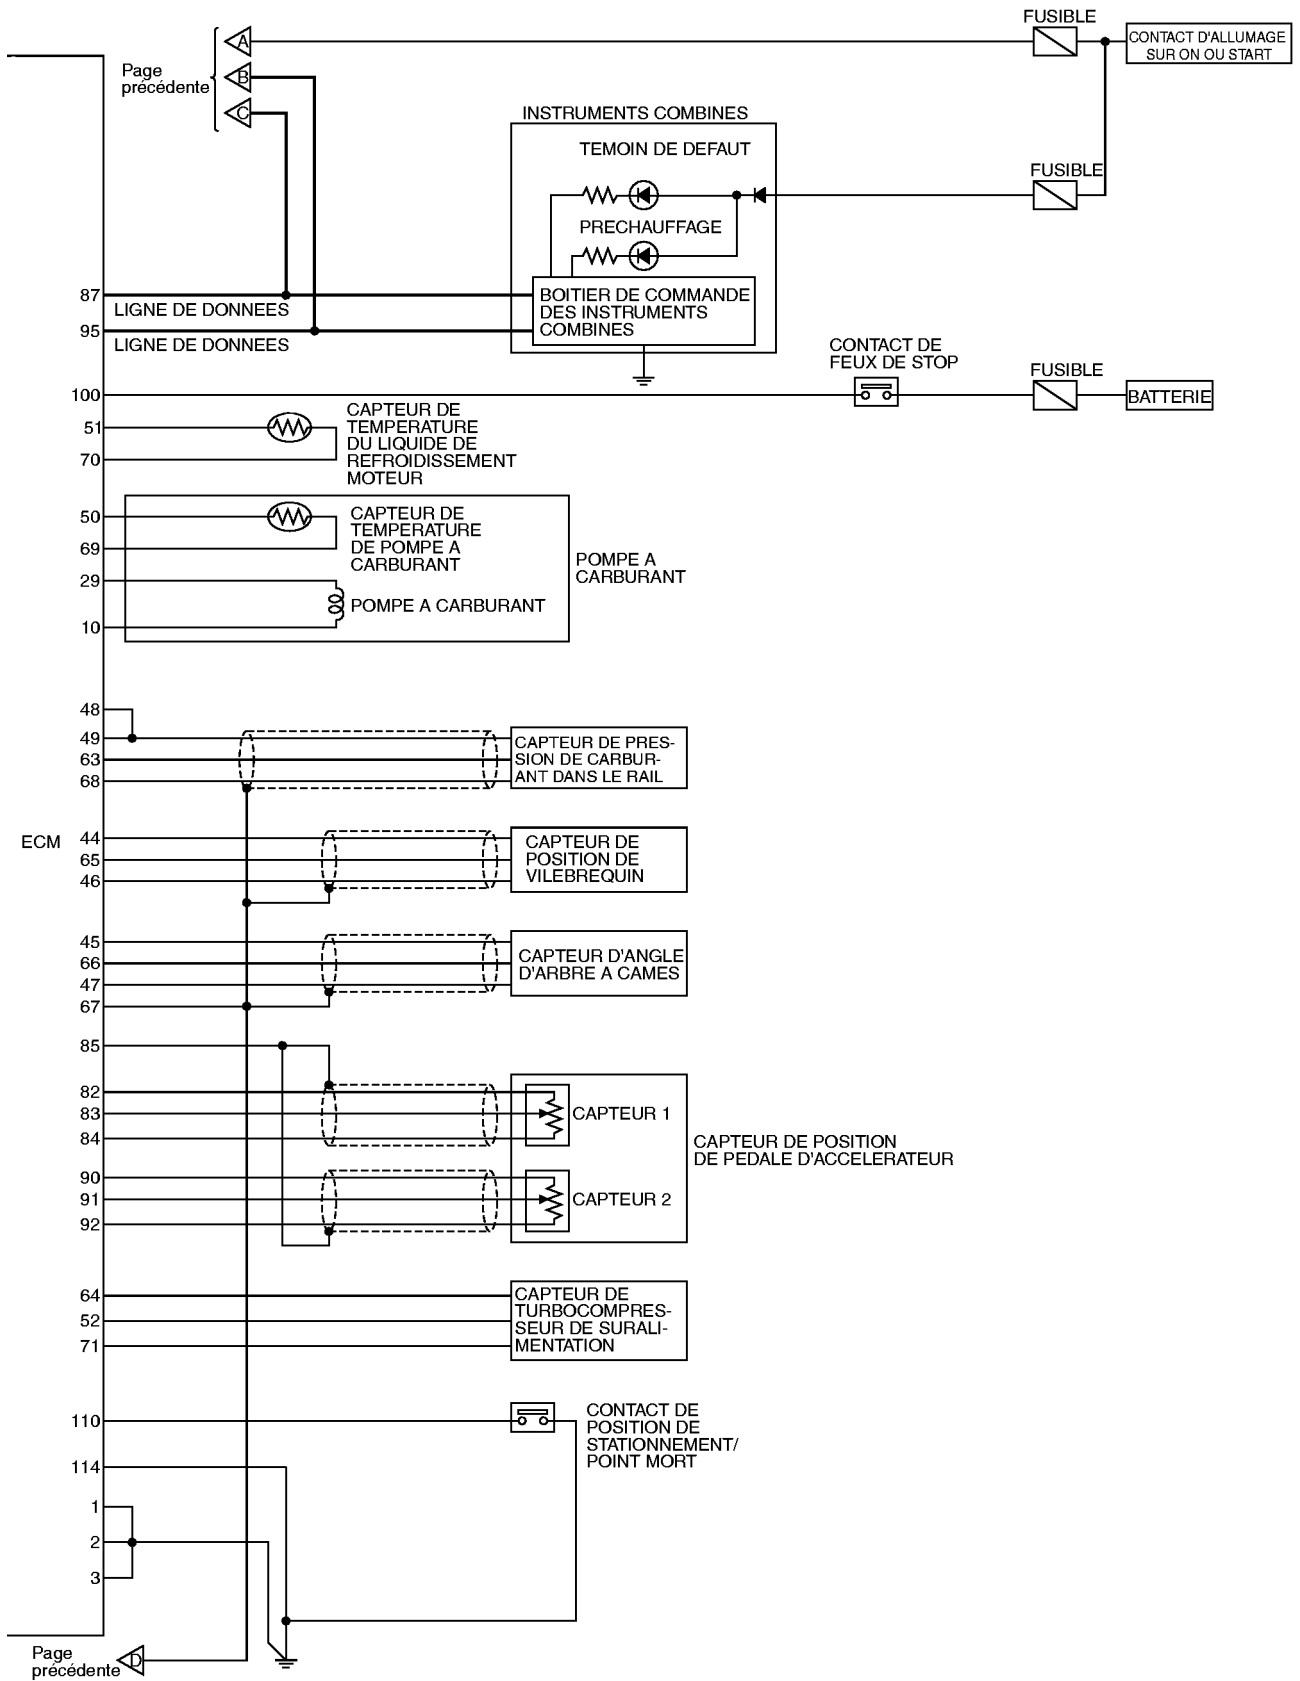 FUSIBLE
A
CONTACT D'ALLUMAGE
SUR ON OU START
Page
précédente
B
C
INSTRUMENTS COMBINES
TEMOIN DE DEFAUT
FUSIBLE
PRECHAUFFAGE
87
LIGNE DE DONNEES
BOITIER DE COMMANDE
DES INSTRUMENTS
COMBINES
95
LIGNE DE DONNEES
CONTACT DE
FEUX DE STOP
FUSIBLE
BATTERIE
100
51
70
CAPTEUR DE
TEMPERATURE
DU LIQUIDE DE
REFROIDISSEMENT
MOTEUR
50
69
CAPTEUR DE
TEMPERATURE
DE POMPE A
CARBURANT
POMPE A
CARBURANT
29
POMPE A CARBURANT
10
48
49
63
68
CAPTEUR DE PRES-
SION DE CARBUR-
ANT DANS LE RAIL
ECM
44
65
46
CAPTEUR DE
POSITION DE
VILEBREQUIN
45
66
47
67
CAPTEUR D'ANGLE
D'ARBRE A CAMES
85
82
83
84
CAPTEUR 1
CAPTEUR DE POSITION
DE PEDALE D'ACCELERATEUR
90
91
92
CAPTEUR 2
64
52
71
CAPTEUR DE
TURBOCOMPRES-
SEUR DE SURALI-
MENTATION
110
CONTACT DE
POSITION DE
STATIONNEMENT/
POINT MORT
114
1
2
3
Page
précédente
D